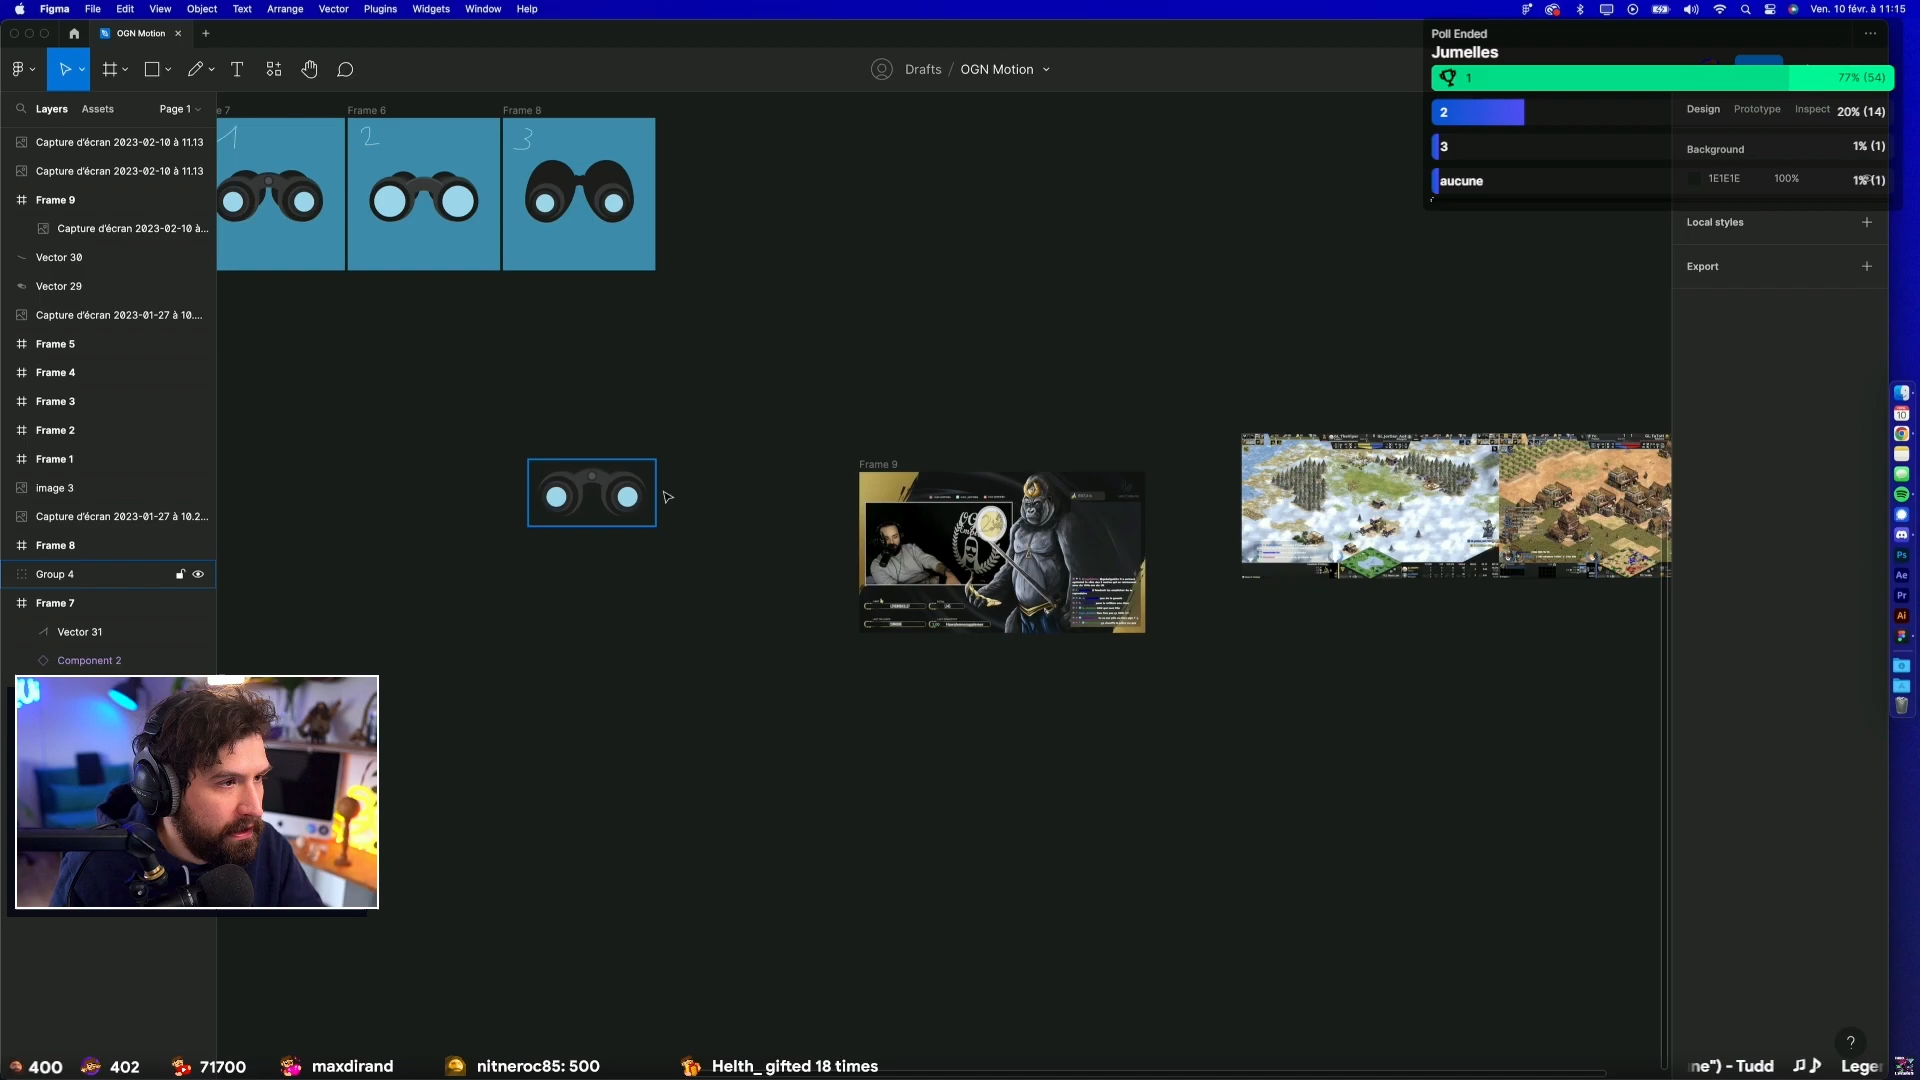 Figma File Edit View Object Text Arrange Vector Plugins Widgets Window Help
Ven. 10 févr. à 11:15
OGN Motion
Drafts / OGN Motion
Poll Ended
Jumelles
1 77% (54)
2 20% (14)
3 1% (1)
aucune 1% (1)
Layers Assets Page 1
Design Prototype Inspect
Background
1E1E1E 100%
Local styles
Export
Capture d'écran 2023-02-10 à 11.13
Capture d'écran 2023-02-10 à 11.13
Frame 9
Capture d'écran 2023-02-10 à...
Vector 30
Vector 29
Capture d'écran 2023-01-27 à 10....
Frame 5
Frame 4
Frame 3
Frame 2
Frame 1
image 3
Capture d'écran 2023-01-27 à 10.2...
Frame 8
Group 4
Frame 7
Vector 31
Component 2
e 7
Frame 6
Frame 8
1
2
3
Frame 9
10
Ps
Ae
Pr
Ai
?
400
402
71700
maxdirand
nitneroc85: 500
Helth_ gifted 18 times
ne") - Tudd
Leger